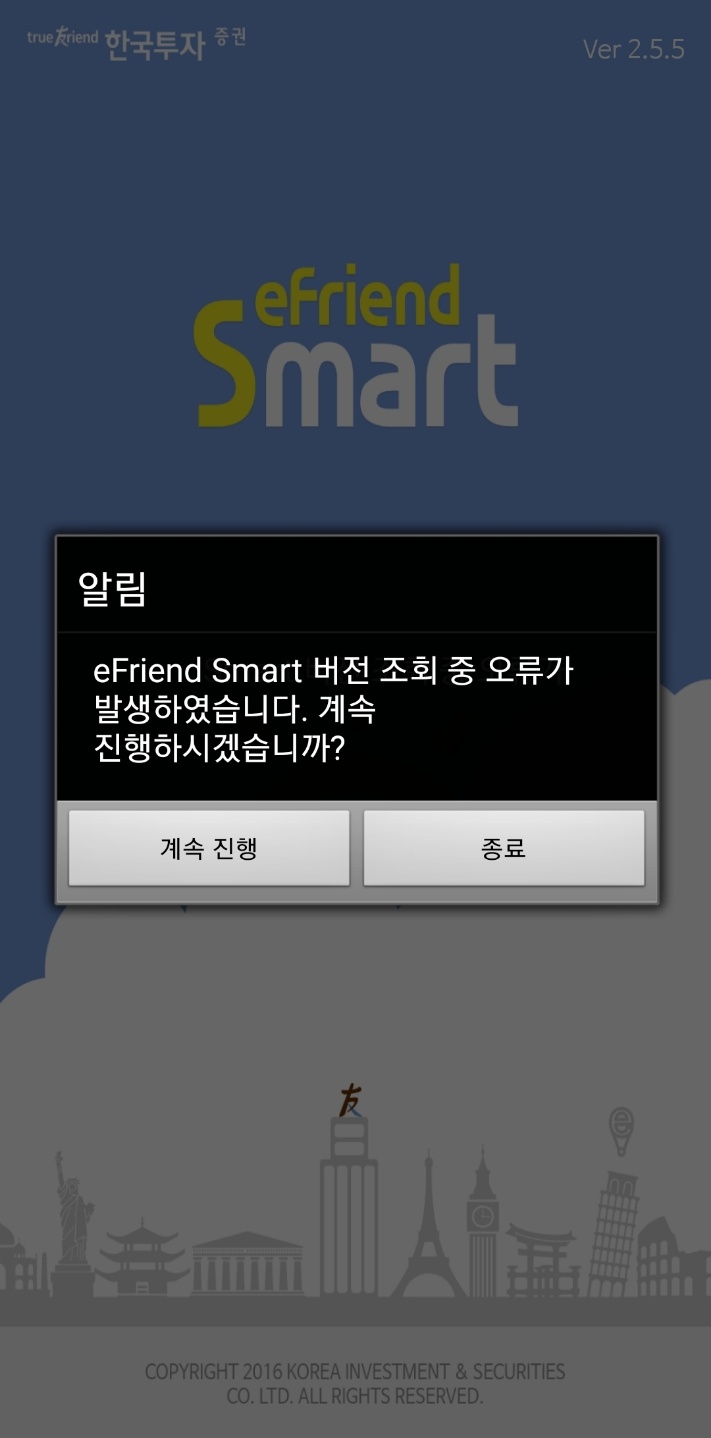 true友riend 한국투자 증권
Ver 2.5.5
eFriend
Smart
알림
eFriend Smart 버전 조회 중 오류가
발생하였습니다. 계속
진행하시겠습니까?
계속 진행
종료
友
e
COPYRIGHT 2016 KOREA INVESTMENT & SECURITIES
CO. LTD. ALL RIGHTS RESERVED.